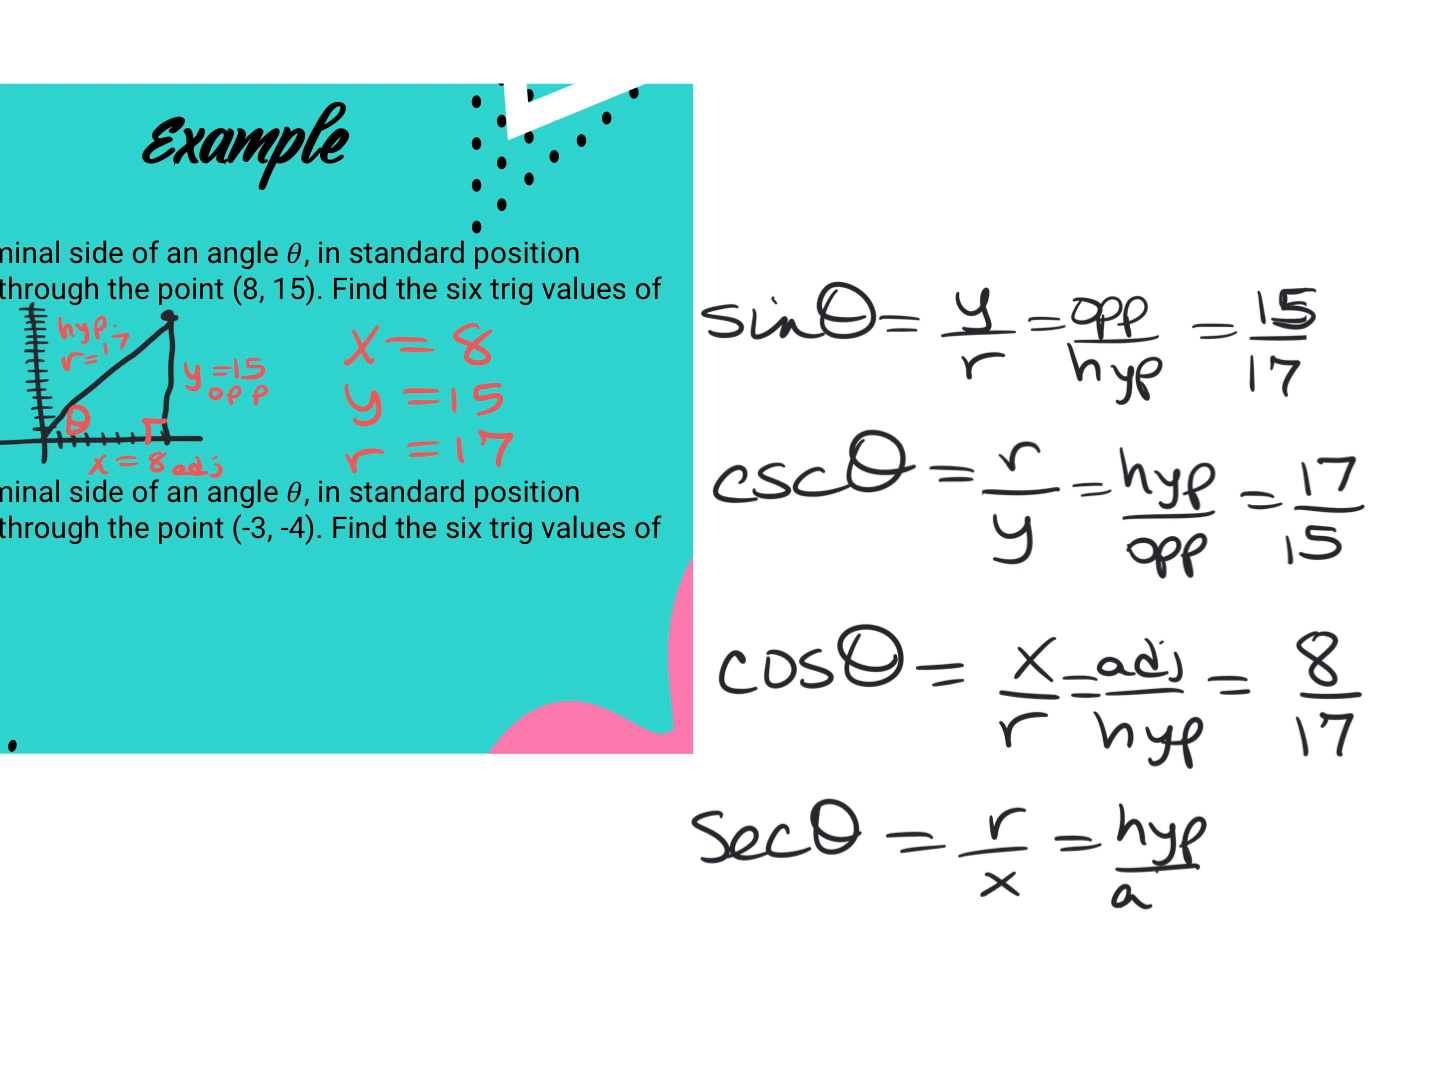 Example
minal side of an angle θ, in standard position
through the point (8, 15). Find the six trig values of
hyp.
r=17
y=15
opp
θ
x=8 adj
x=8
y=15
r=17
minal side of an angle θ, in standard position
through the point (-3, -4). Find the six trig values of
sinθ = y/r = opp/hyp = 15/17
cscθ = r/y = hyp/opp = 17/15
cosθ = x/r = adj/hyp = 8/17
secθ = r/x = hyp/a